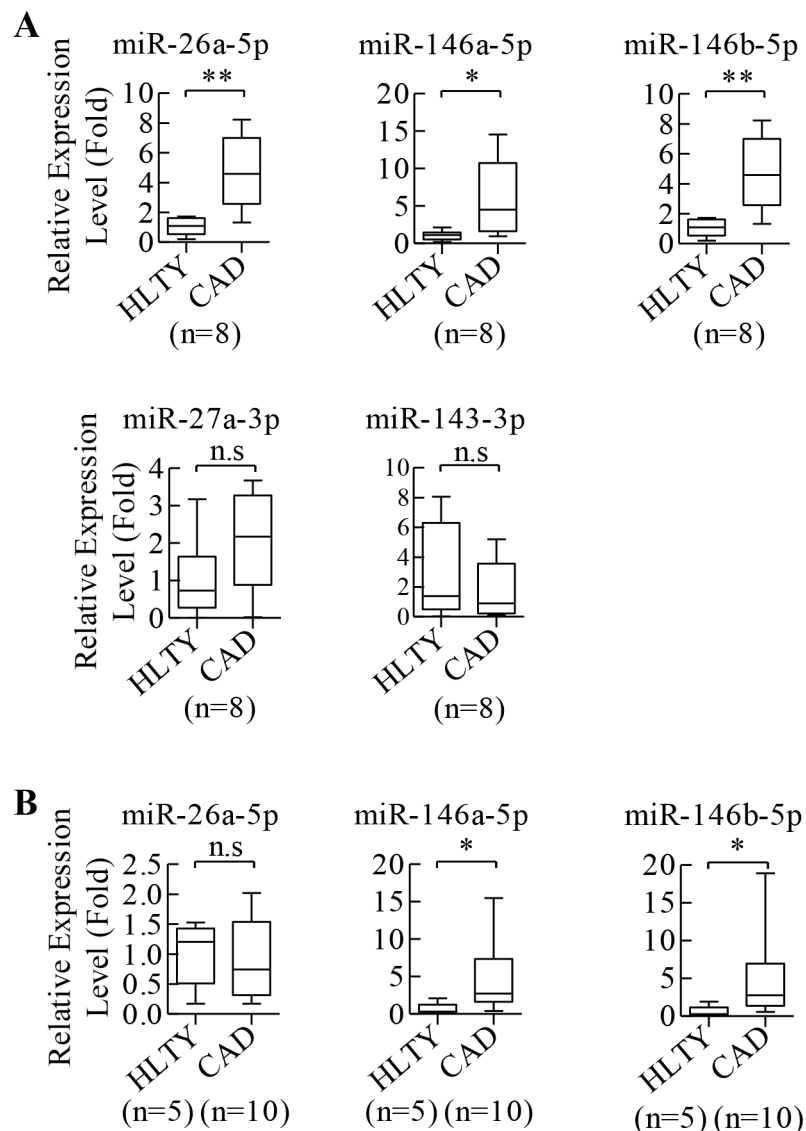 A
miR-26a-5p miR-146a-5p miR-146b-5p
** * **
Relative Expression
Level (Fold)
10 8 6 4 2 0
20 15 10 5 0
10 8 6 4 2 0
HLTY CAD HLTY CAD HLTY CAD
(n=8) (n=8) (n=8)
miR-27a-3p miR-143-3p
n.s n.s
Relative Expression
Level (Fold)
4 3 2 1 0
10 8 6 4 2 0
HLTY CAD HLTY CAD
(n=8) (n=8)
B
miR-26a-5p miR-146a-5p miR-146b-5p
n.s * *
Relative Expression
Level (Fold)
2.5 2.0 1.5 1.0 0.5 0.0
20 15 10 5 0
20 15 10 5 0
HLTY CAD HLTY CAD HLTY CAD
(n=5) (n=10) (n=5) (n=10) (n=5) (n=10)